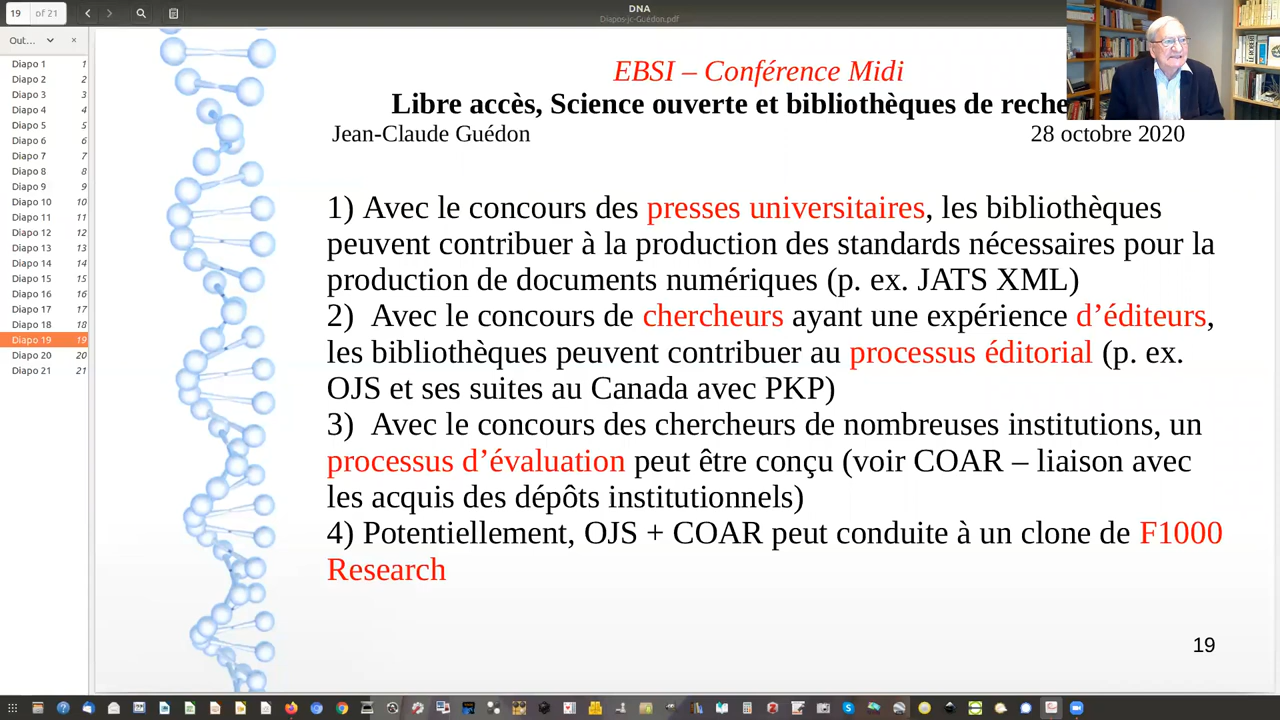 19 of 21
DNA
Diapos-jc-Guédon.pdf
Out...
Diapo 1 1
Diapo 2 2
Diapo 3 3
Diapo 4 4
Diapo 5 5
Diapo 6 6
Diapo 7 7
Diapo 8 8
Diapo 9 9
Diapo 10 10
Diapo 11 11
Diapo 12 12
Diapo 13 13
Diapo 14 14
Diapo 15 15
Diapo 16 16
Diapo 17 17
Diapo 18 18
Diapo 19 19
Diapo 20 20
Diapo 21 21
EBSI – Conférence Midi
Libre accès, Science ouverte et bibliothèques de reche
Jean-Claude Guédon 28 octobre 2020
1) Avec le concours des presses universitaires, les bibliothèques
peuvent contribuer à la production des standards nécessaires pour la
production de documents numériques (p. ex. JATS XML)
2) Avec le concours de chercheurs ayant une expérience d’éditeurs,
les bibliothèques peuvent contribuer au processus éditorial (p. ex.
OJS et ses suites au Canada avec PKP)
3) Avec le concours des chercheurs de nombreuses institutions, un
processus d’évaluation peut être conçu (voir COAR – liaison avec
les acquis des dépôts institutionnels)
4) Potentiellement, OJS + COAR peut conduite à un clone de F1000
Research
19